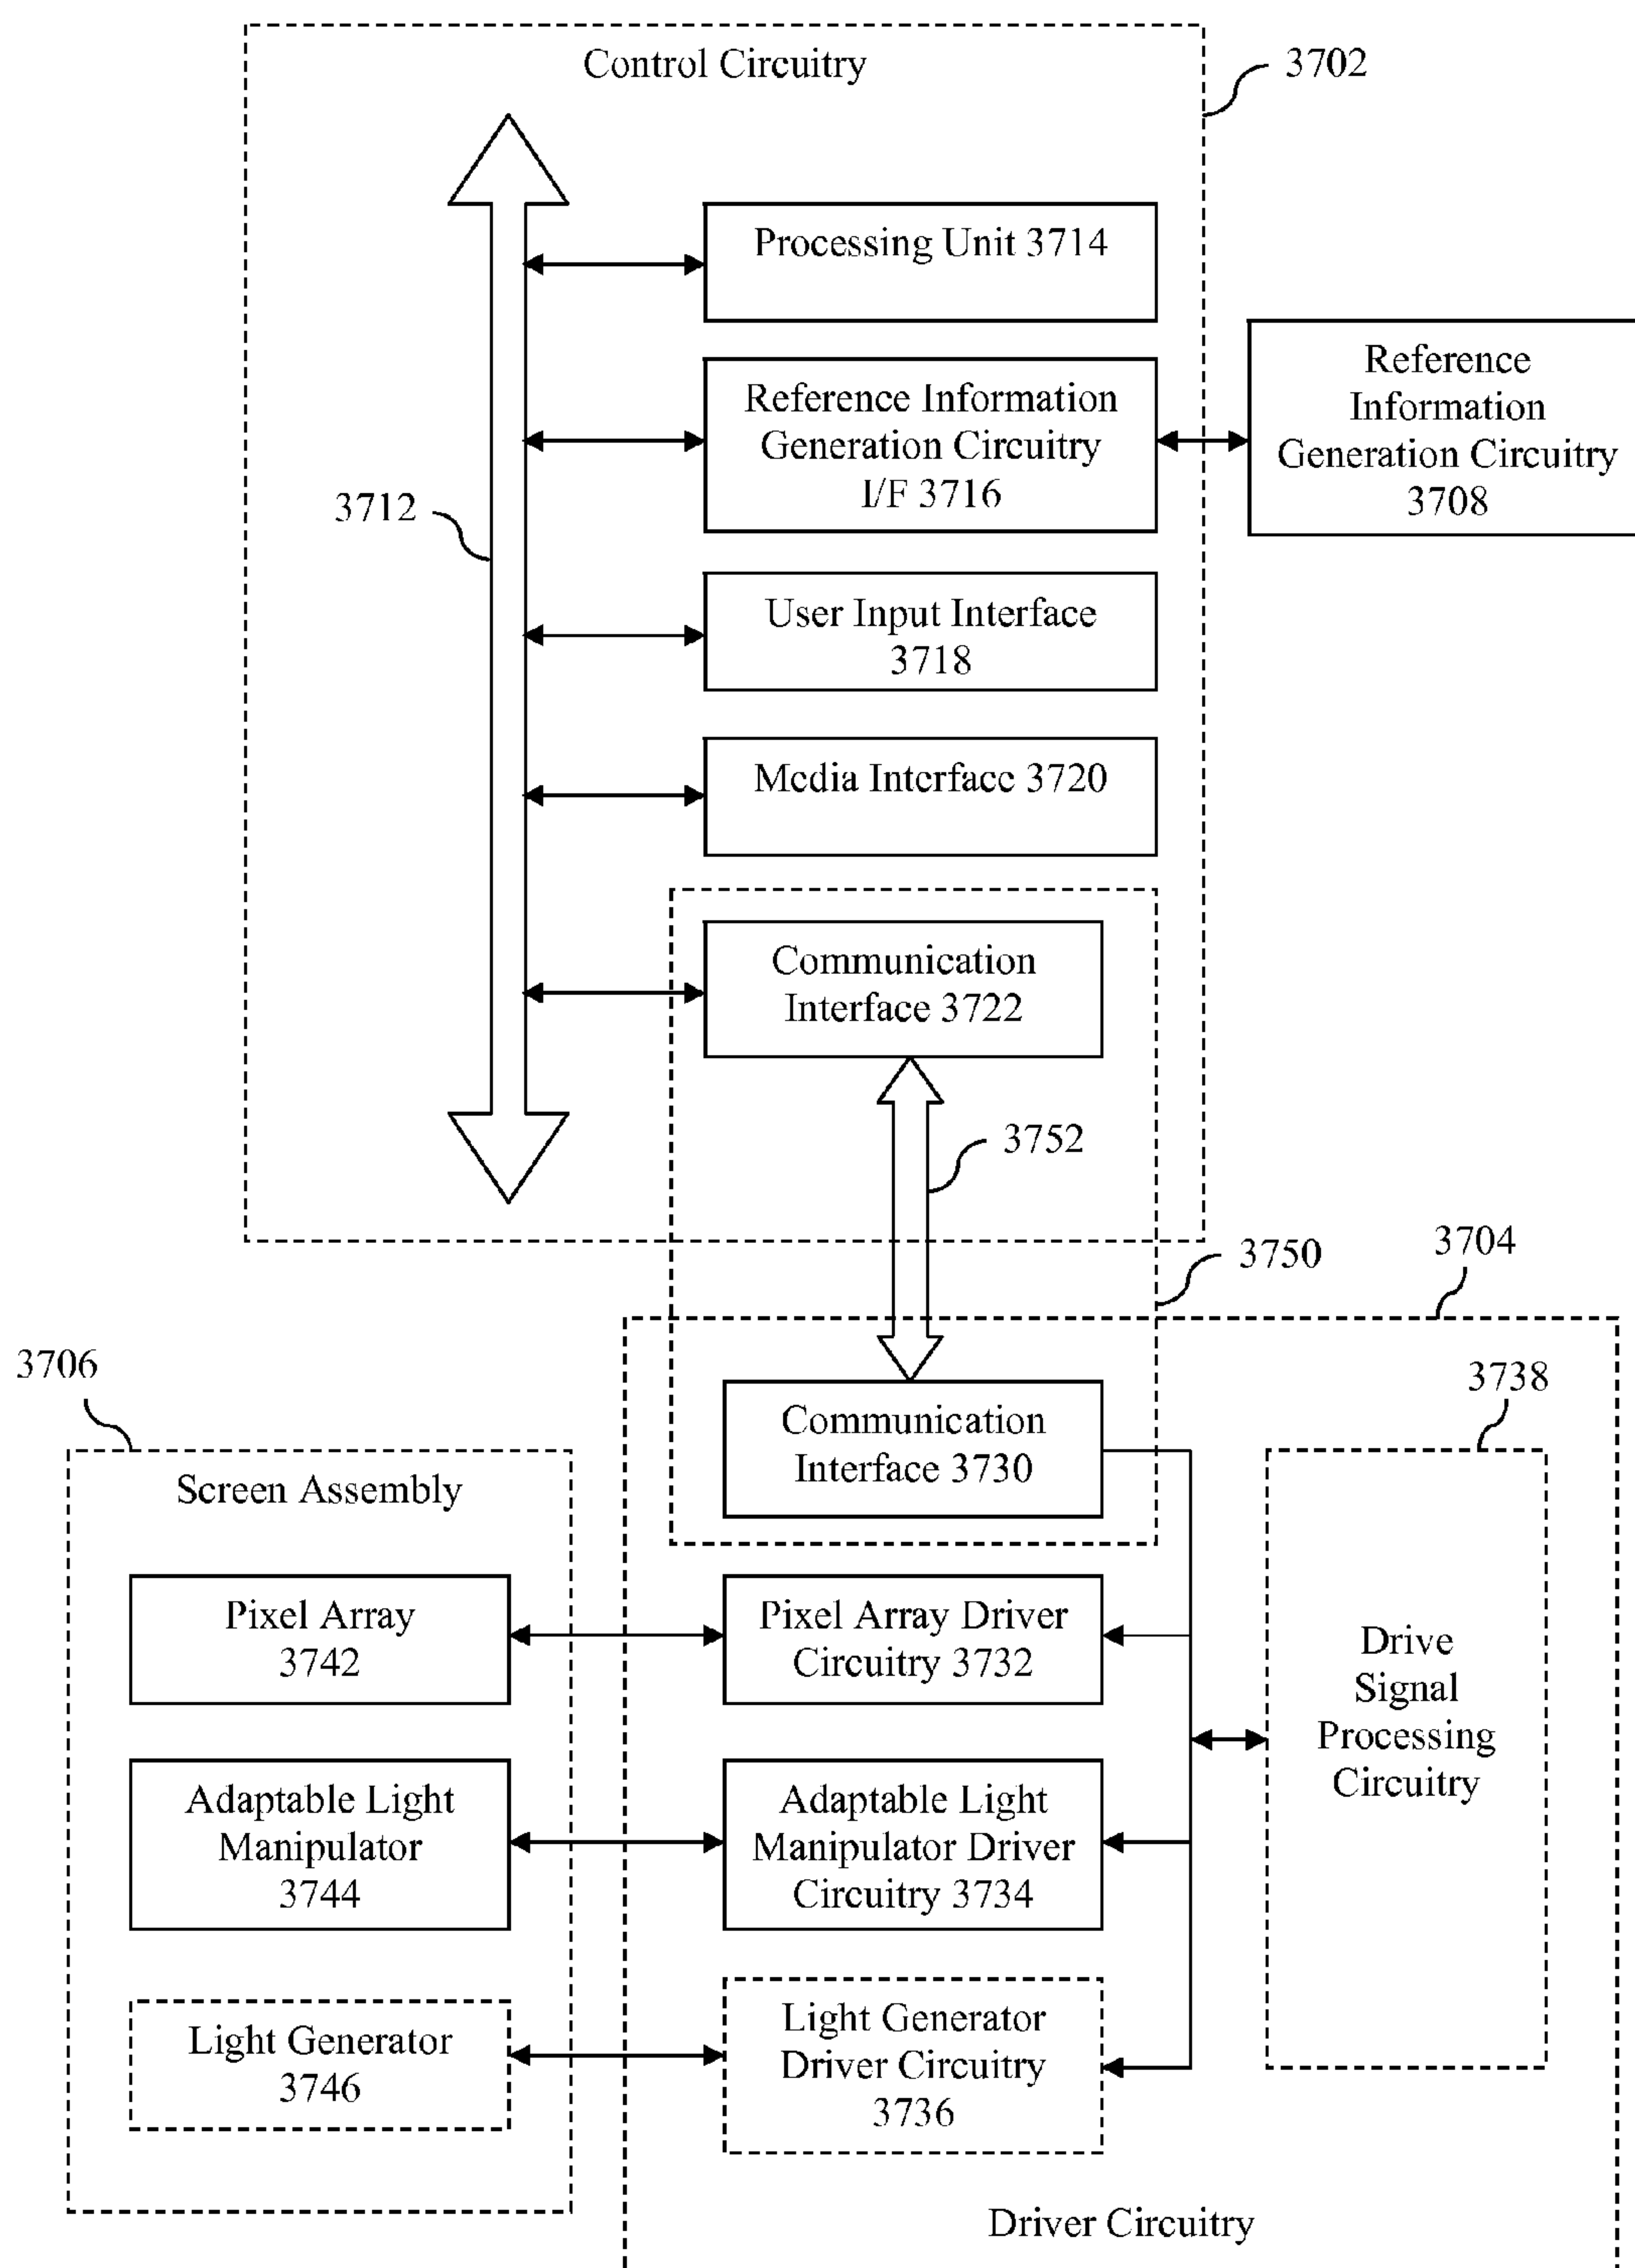 Control Circuitry
3702
Processing Unit 3714
Reference Information
Generation Circuitry
I/F 3716
Reference
Information
Generation Circuitry
3708
3712
User Input Interface
3718
Media Interface 3720
Communication
Interface 3722
3752
3750
3704
3706
3738
Communication
Interface 3730
Screen Assembly
Pixel Array
3742
Pixel Array Driver
Circuitry 3732
Drive
Signal
Processing
Circuitry
Adaptable Light
Manipulator
3744
Adaptable Light
Manipulator Driver
Circuitry 3734
Light Generator
3746
Light Generator
Driver Circuitry
3736
Driver Circuitry